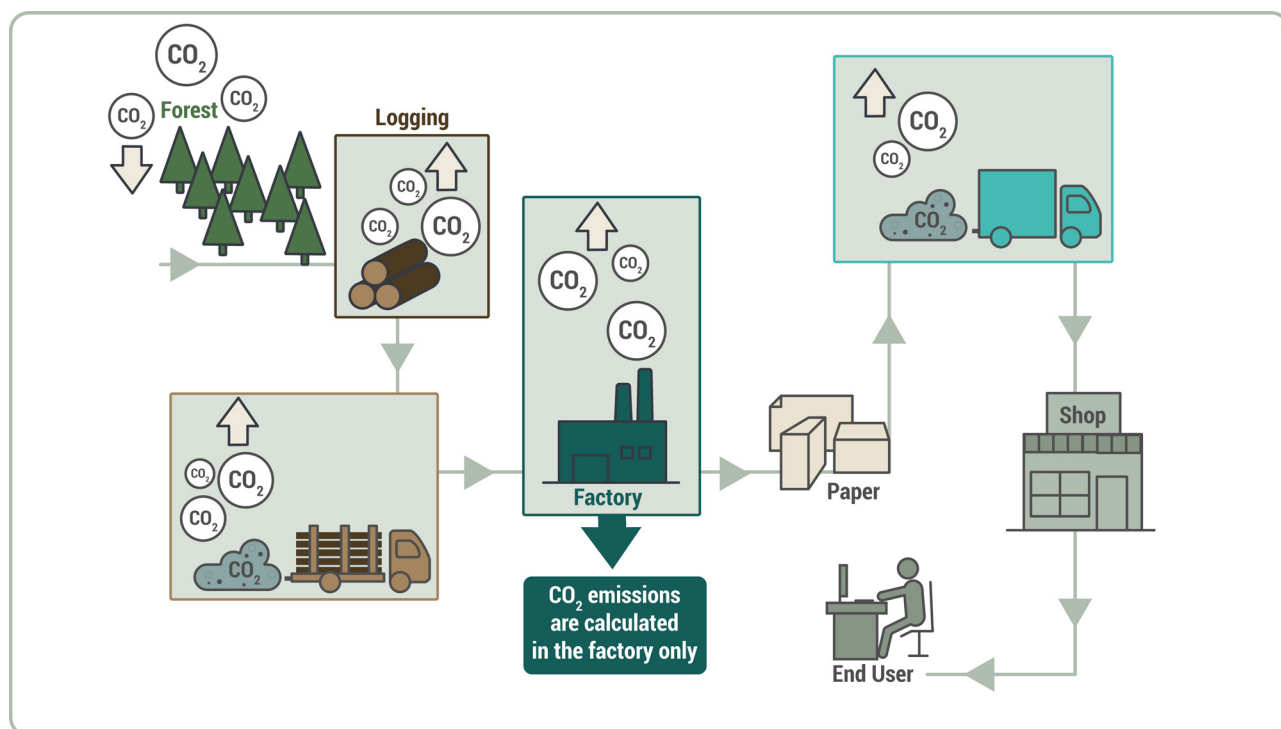 CO₂
CO₂
CO₂
Forest
Logging
CO₂
CO₂
CO₂
CO₂
CO₂
CO₂
CO₂
CO₂
CO₂
CO₂
CO₂
Factory
CO₂ emissions
are calculated
in the factory only
Paper
CO₂
CO₂
CO₂
Shop
End User